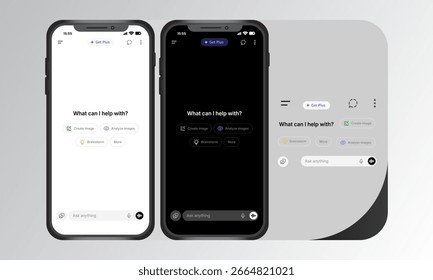 15:55
Get Plus
What can I help with?
Create image
Analyze images
Brainstorm
More
Ask anything
15:55
Get Plus
What can I help with?
Create image
Analyze images
Brainstorm
More
Ask anything
Get Plus
What can I help with?
Create image
Brainstorm
More
Analyze images
Ask anything
shutterstock.com · 2664821021